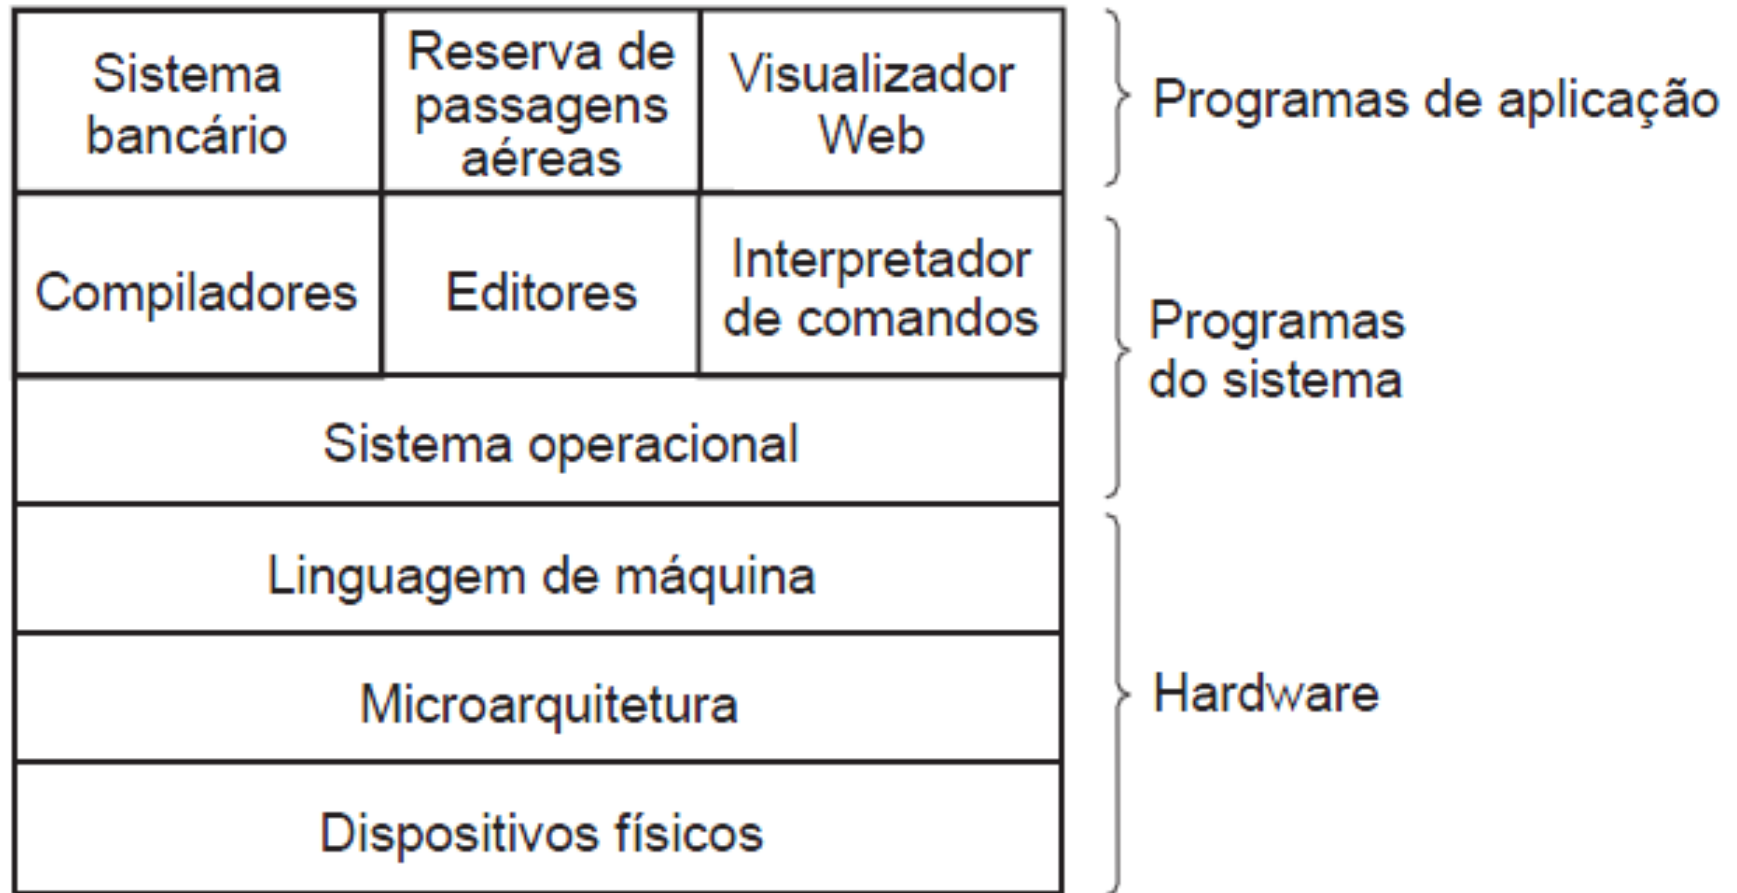 Sistema
bancário
Reserva de
passagens
aéreas
Visualizador
Web
Programas de aplicação
Compiladores
Editores
Interpretador
de comandos
Programas
do sistema
Sistema operacional
Linguagem de máquina
Microarquitetura
Hardware
Dispositivos físicos